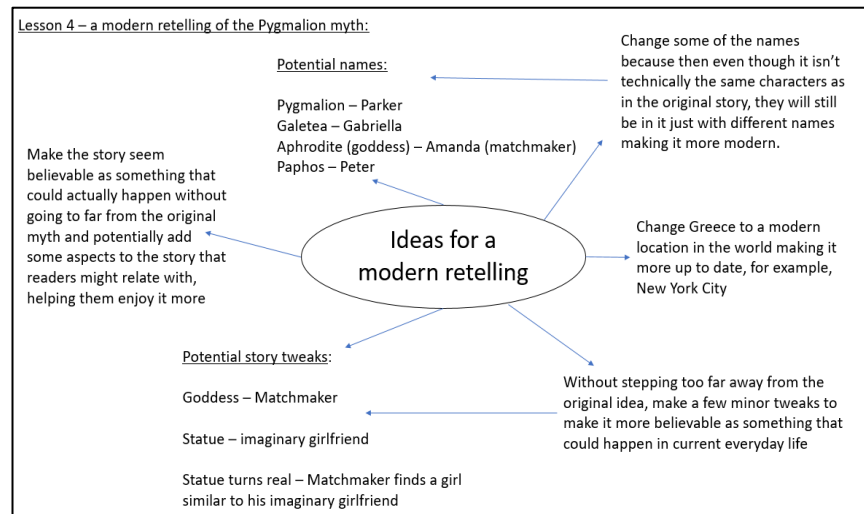 Lesson 4 – a modern retelling of the Pygmalion myth:
Potential names:
Pygmalion – Parker
Galetea – Gabriella
Aphrodite (goddess) – Amanda (matchmaker)
Paphos – Peter
Change some of the names
because then even though it isn't
technically the same characters as
in the original story, they will still
be in it just with different names
making it more modern.
Make the story seem
believable as something that
could actually happen without
going to far from the original
myth and potentially add
some aspects to the story that
readers might relate with,
helping them enjoy it more
Ideas for a
modern retelling
Change Greece to a modern
location in the world making it
more up to date, for example,
New York City
Potential story tweaks:
Goddess – Matchmaker
Statue – imaginary girlfriend
Statue turns real – Matchmaker finds a girl
similar to his imaginary girlfriend
Without stepping too far away from the
original idea, make a few minor tweaks to
make it more believable as something that
could happen in current everyday life